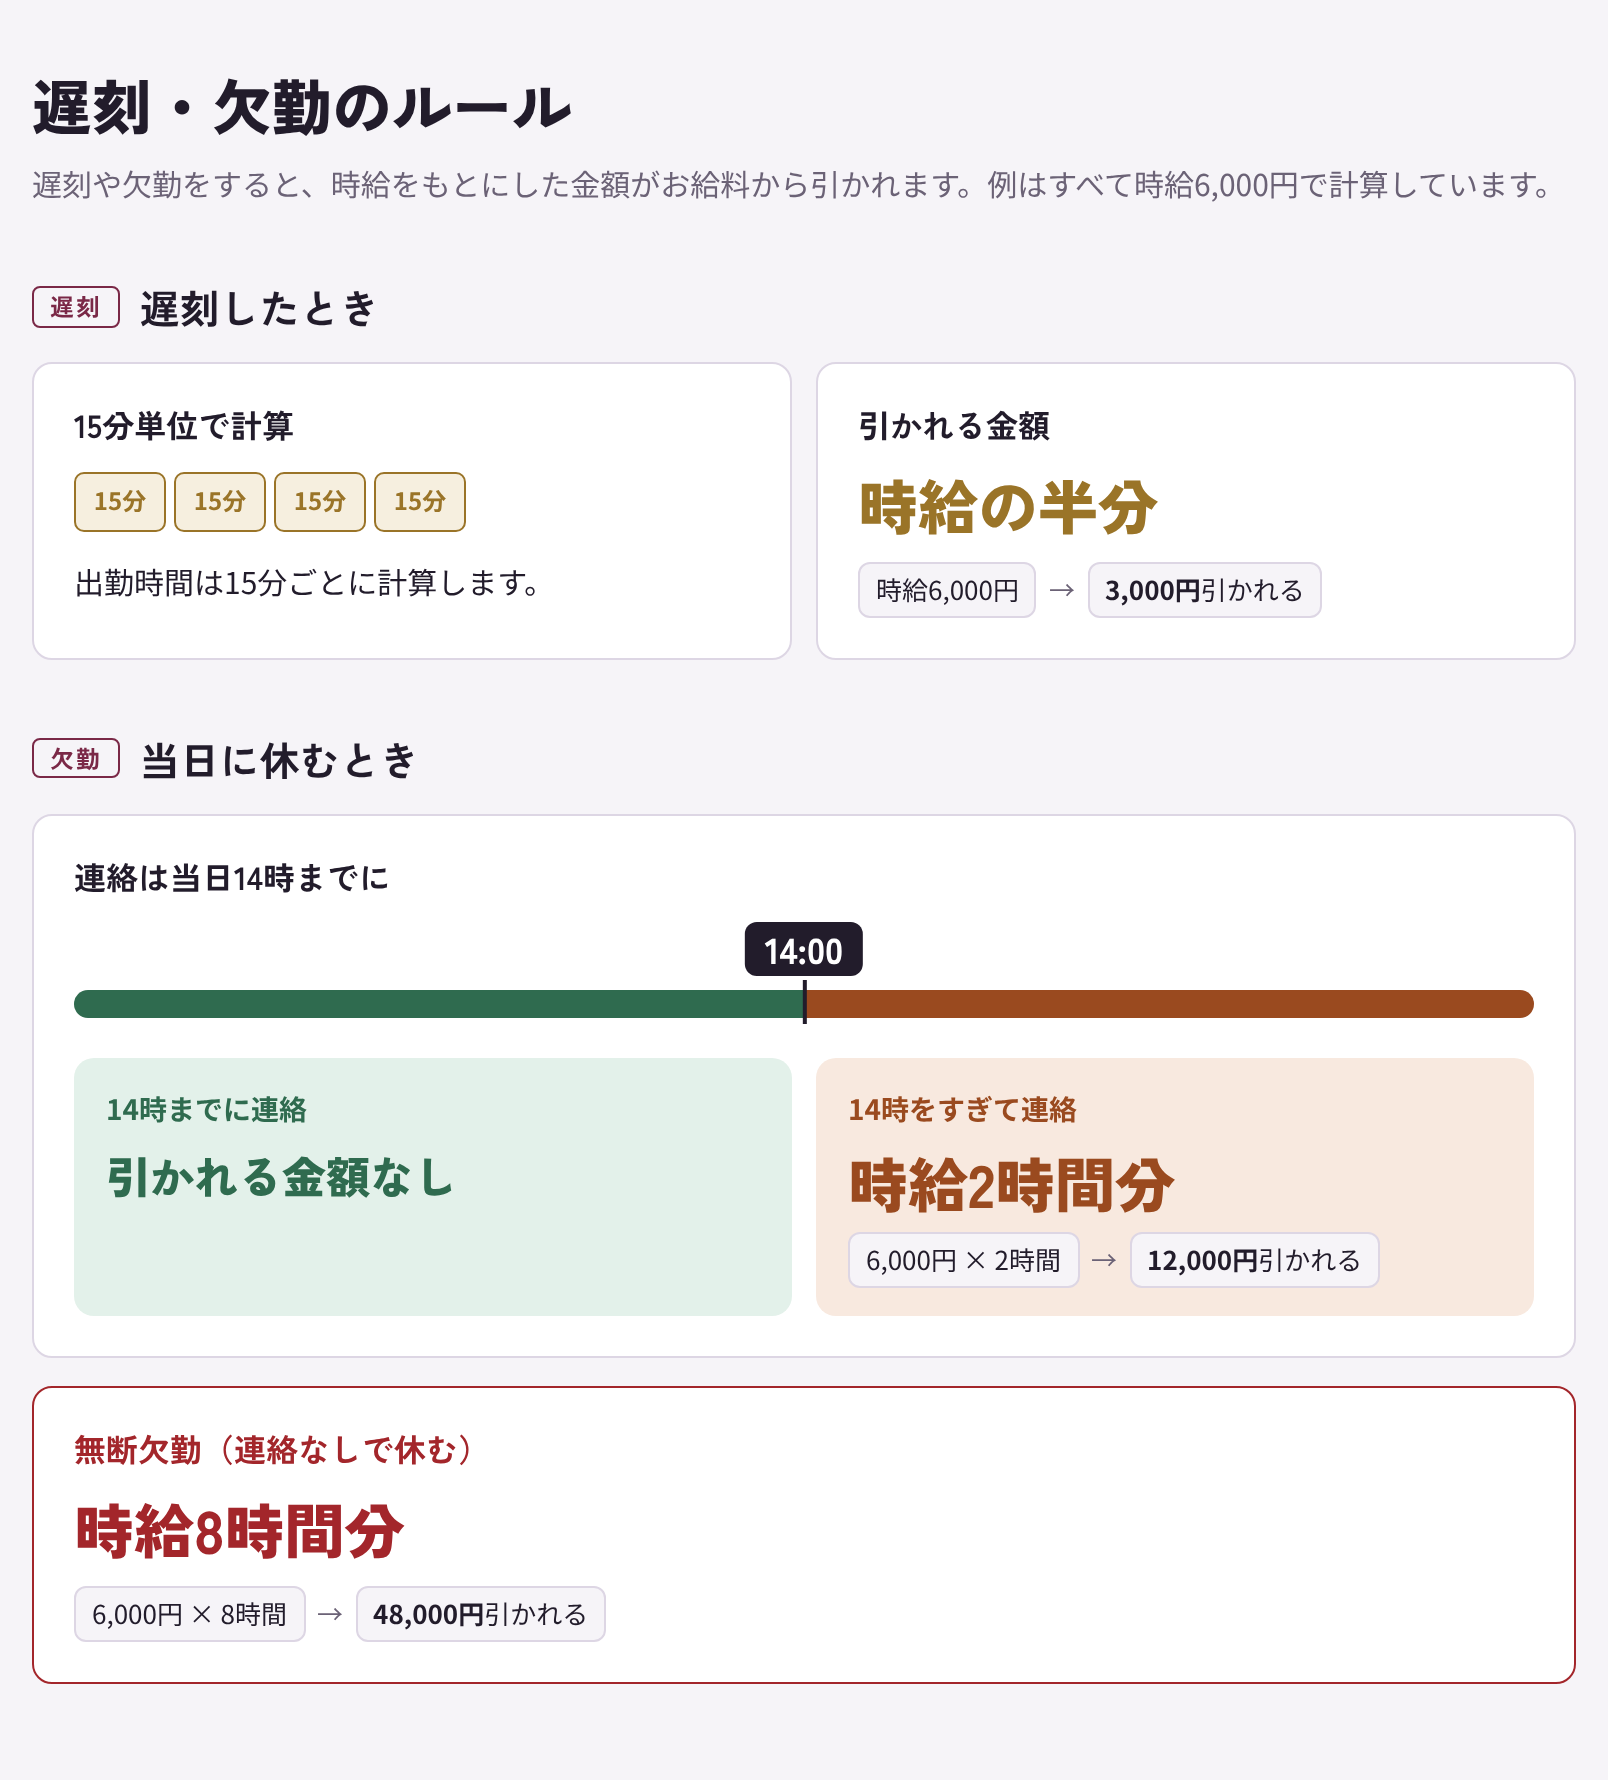 遅刻・欠勤のルール
遅刻や欠勤をすると、時給をもとにした金額がお給料から引かれます。例はすべて時給6,000円で計算しています。
遅刻 遅刻したとき
15分単位で計算
15分 15分 15分 15分
出勤時間は15分ごとに計算します。
引かれる金額
時給の半分
時給6,000円 → 3,000円引かれる
欠勤 当日に休むとき
連絡は当日14時までに
14:00
14時までに連絡
引かれる金額なし
14時をすぎて連絡
時給2時間分
6,000円 × 2時間 → 12,000円引かれる
無断欠勤（連絡なしで休む）
時給8時間分
6,000円 × 8時間 → 48,000円引かれる